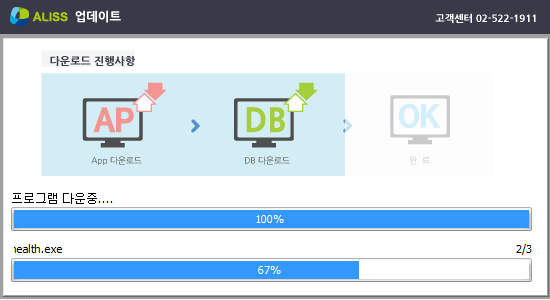 ALISS 업데이트
고객센터 02-522-1911
다운로드 진행사항
AP
DB
OK
App 다운로드
DB 다운로드
완 료
프로그램 다운중....
100%
health.exe 2/3
67%